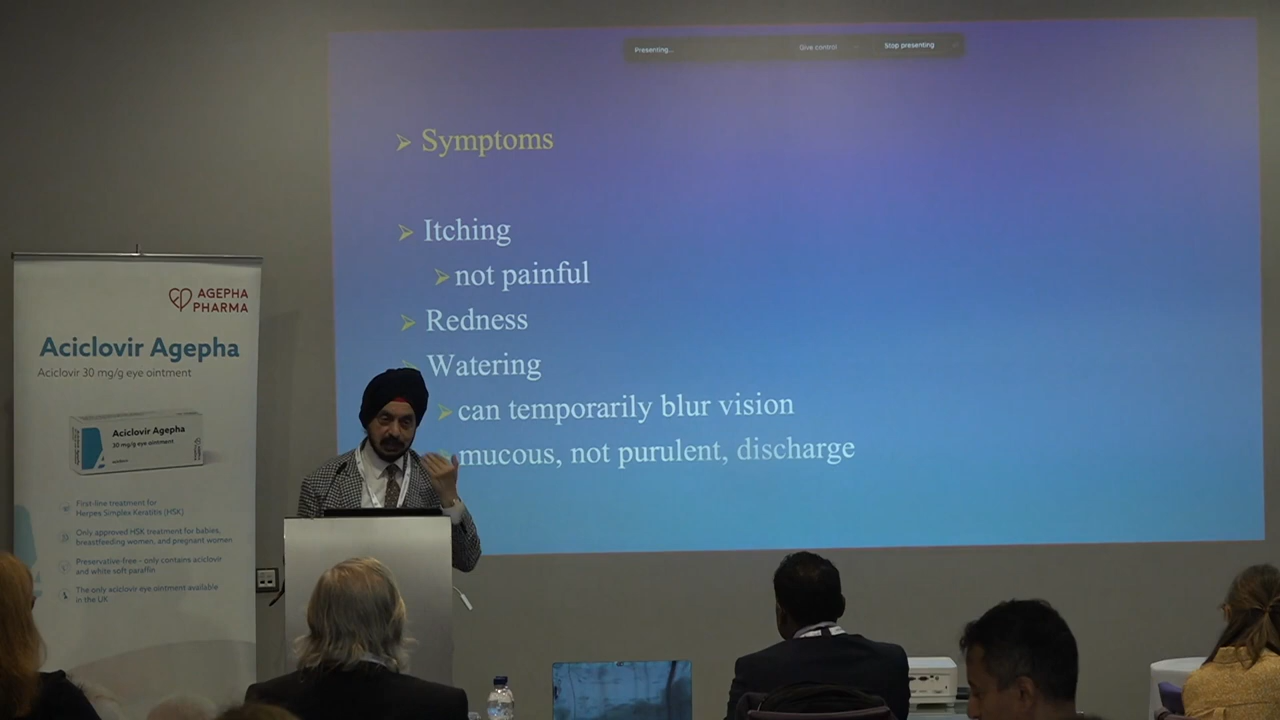 Presenting...
Give control
Stop presenting
Symptoms
Itching
not painful
Redness
Watering
can temporarily blur vision
mucous, not purulent, discharge
AGEPHA
PHARMA
Aciclovir Agepha
Aciclovir 30 mg/g eye ointment
Aciclovir Agepha
30 mg/g eye ointment
First-line treatment for
Herpes Simplex Keratitis (HSK)
Only approved HSK treatment for babies,
breastfeeding women, and pregnant women
Preservative-free - only contains aciclovir
and white soft paraffin
The only aciclovir eye ointment available
in the UK